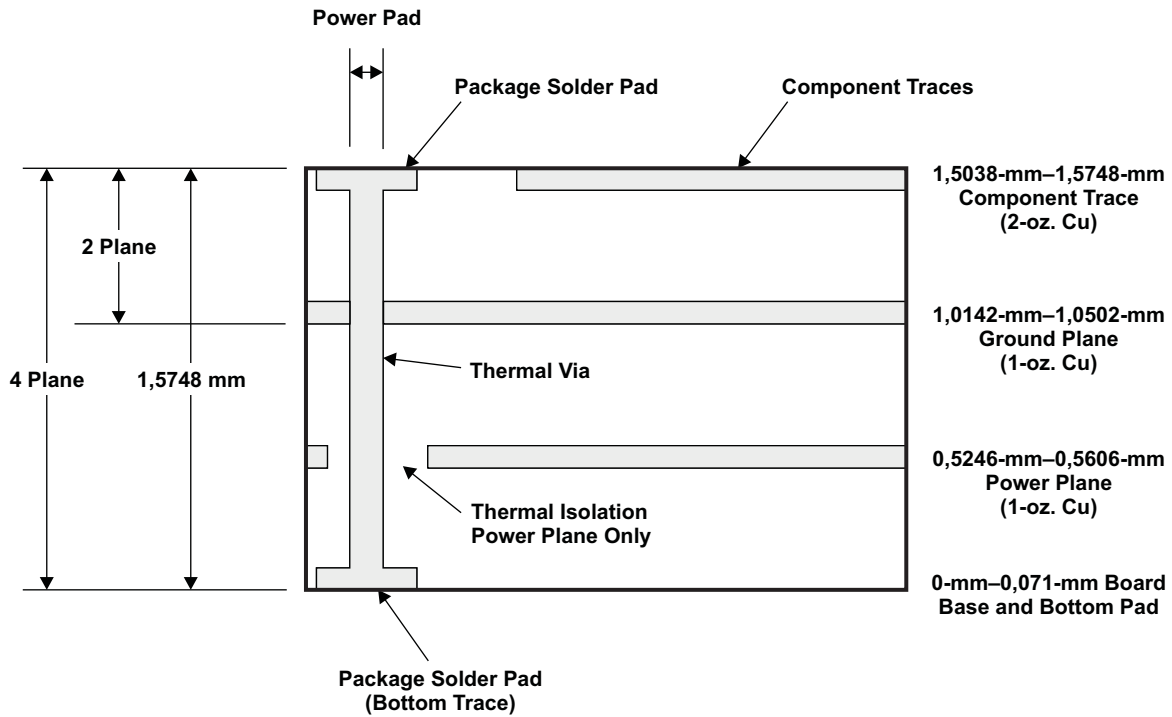 Power Pad
Package Solder Pad
Component Traces
1,5038-mm–1,5748-mm
Component Trace
(2-oz. Cu)
2 Plane
1,0142-mm–1,0502-mm
Ground Plane
(1-oz. Cu)
4 Plane
1,5748 mm
Thermal Via
0,5246-mm–0,5606-mm
Power Plane
(1-oz. Cu)
Thermal Isolation
Power Plane Only
0-mm–0,071-mm Board
Base and Bottom Pad
Package Solder Pad
(Bottom Trace)